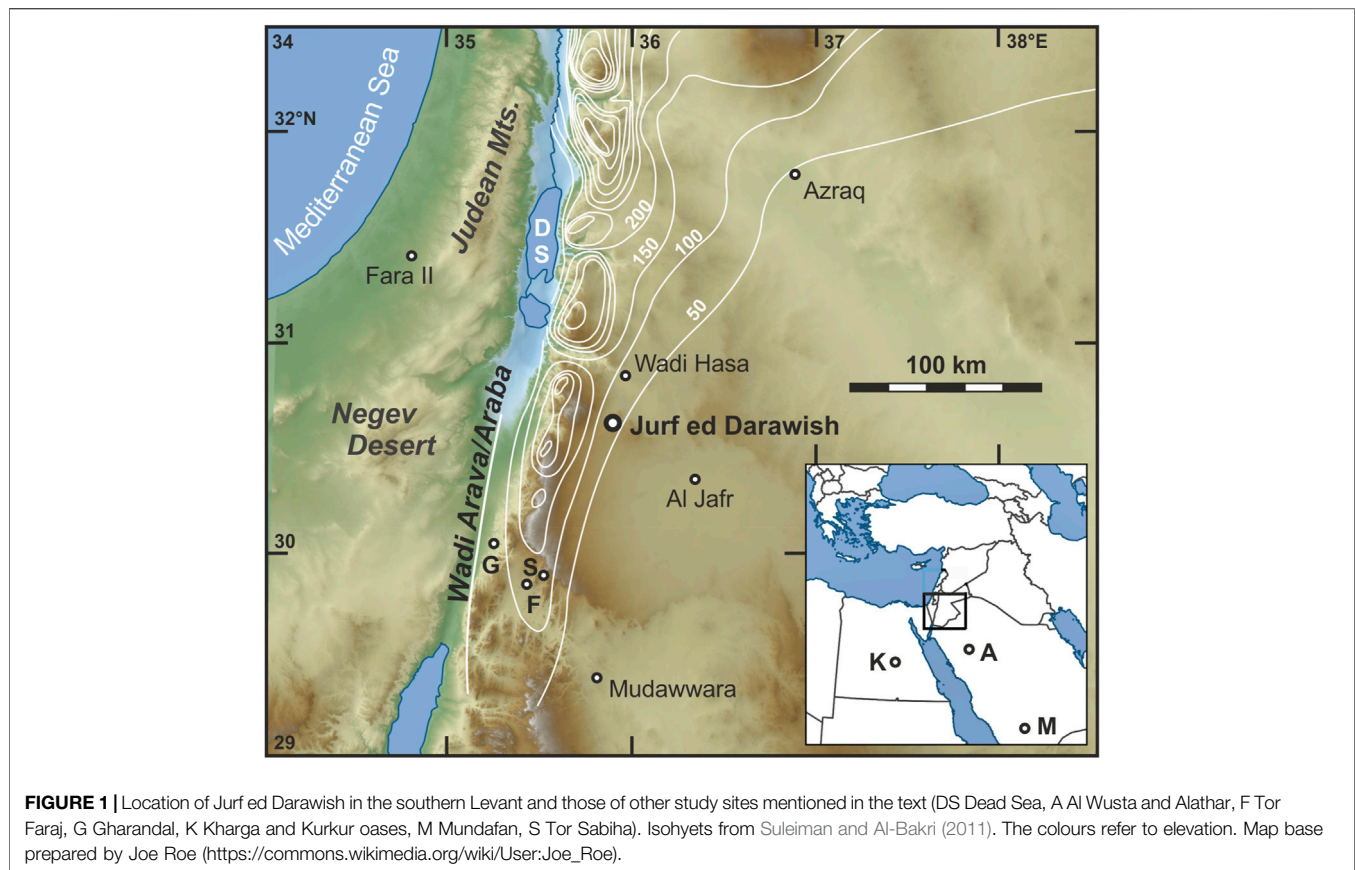 34
35
36
37
38°E
Mediterranean Sea
32°N
Judean Mts.
Azraq
200
D
S
150
100
Fara II
50
31
Wadi Hasa
100 km
Wadi Arava/Araba
Negev
Desert
Jurf ed Darawish
Al Jafr
30
G
S
F
K
A
Mudawwara
M
29
FIGURE 1 | Location of Jurf ed Darawish in the southern Levant and those of other study sites mentioned in the text (DS Dead Sea, A Al Wusta and Alathar, F Tor
Faraj, G Gharandal, K Kharga and Kurkur oases, M Mundafan, S Tor Sabiha). Isohyets from Suleiman and Al-Bakri (2011). The colours refer to elevation. Map base
prepared by Joe Roe (https://commons.wikimedia.org/wiki/User:Joe_Roe).